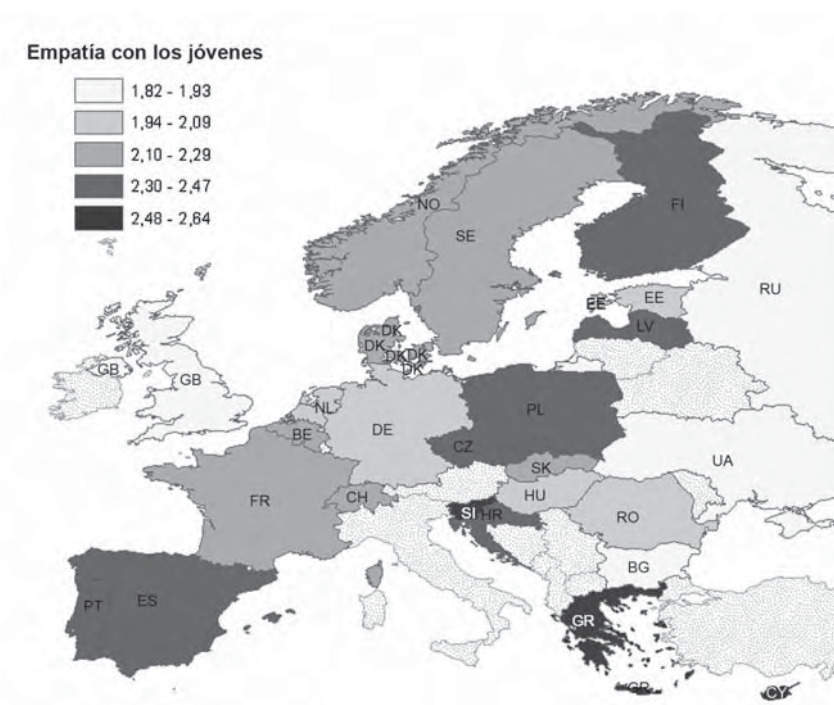 Empatía con los jóvenes
1,82 - 1,93
1,94 - 2,09
2,10 - 2,29
2,30 - 2,47
2,48 - 2,64
NO
FI
SE
RU
EE
EE
LV
DK
DK
DK
DK
DK
GB
GB
NL
PL
BE
DE
CZ
UA
SK
FR
CH
HU
SI
HR
RO
BG
PT
ES
GR
GR
CY